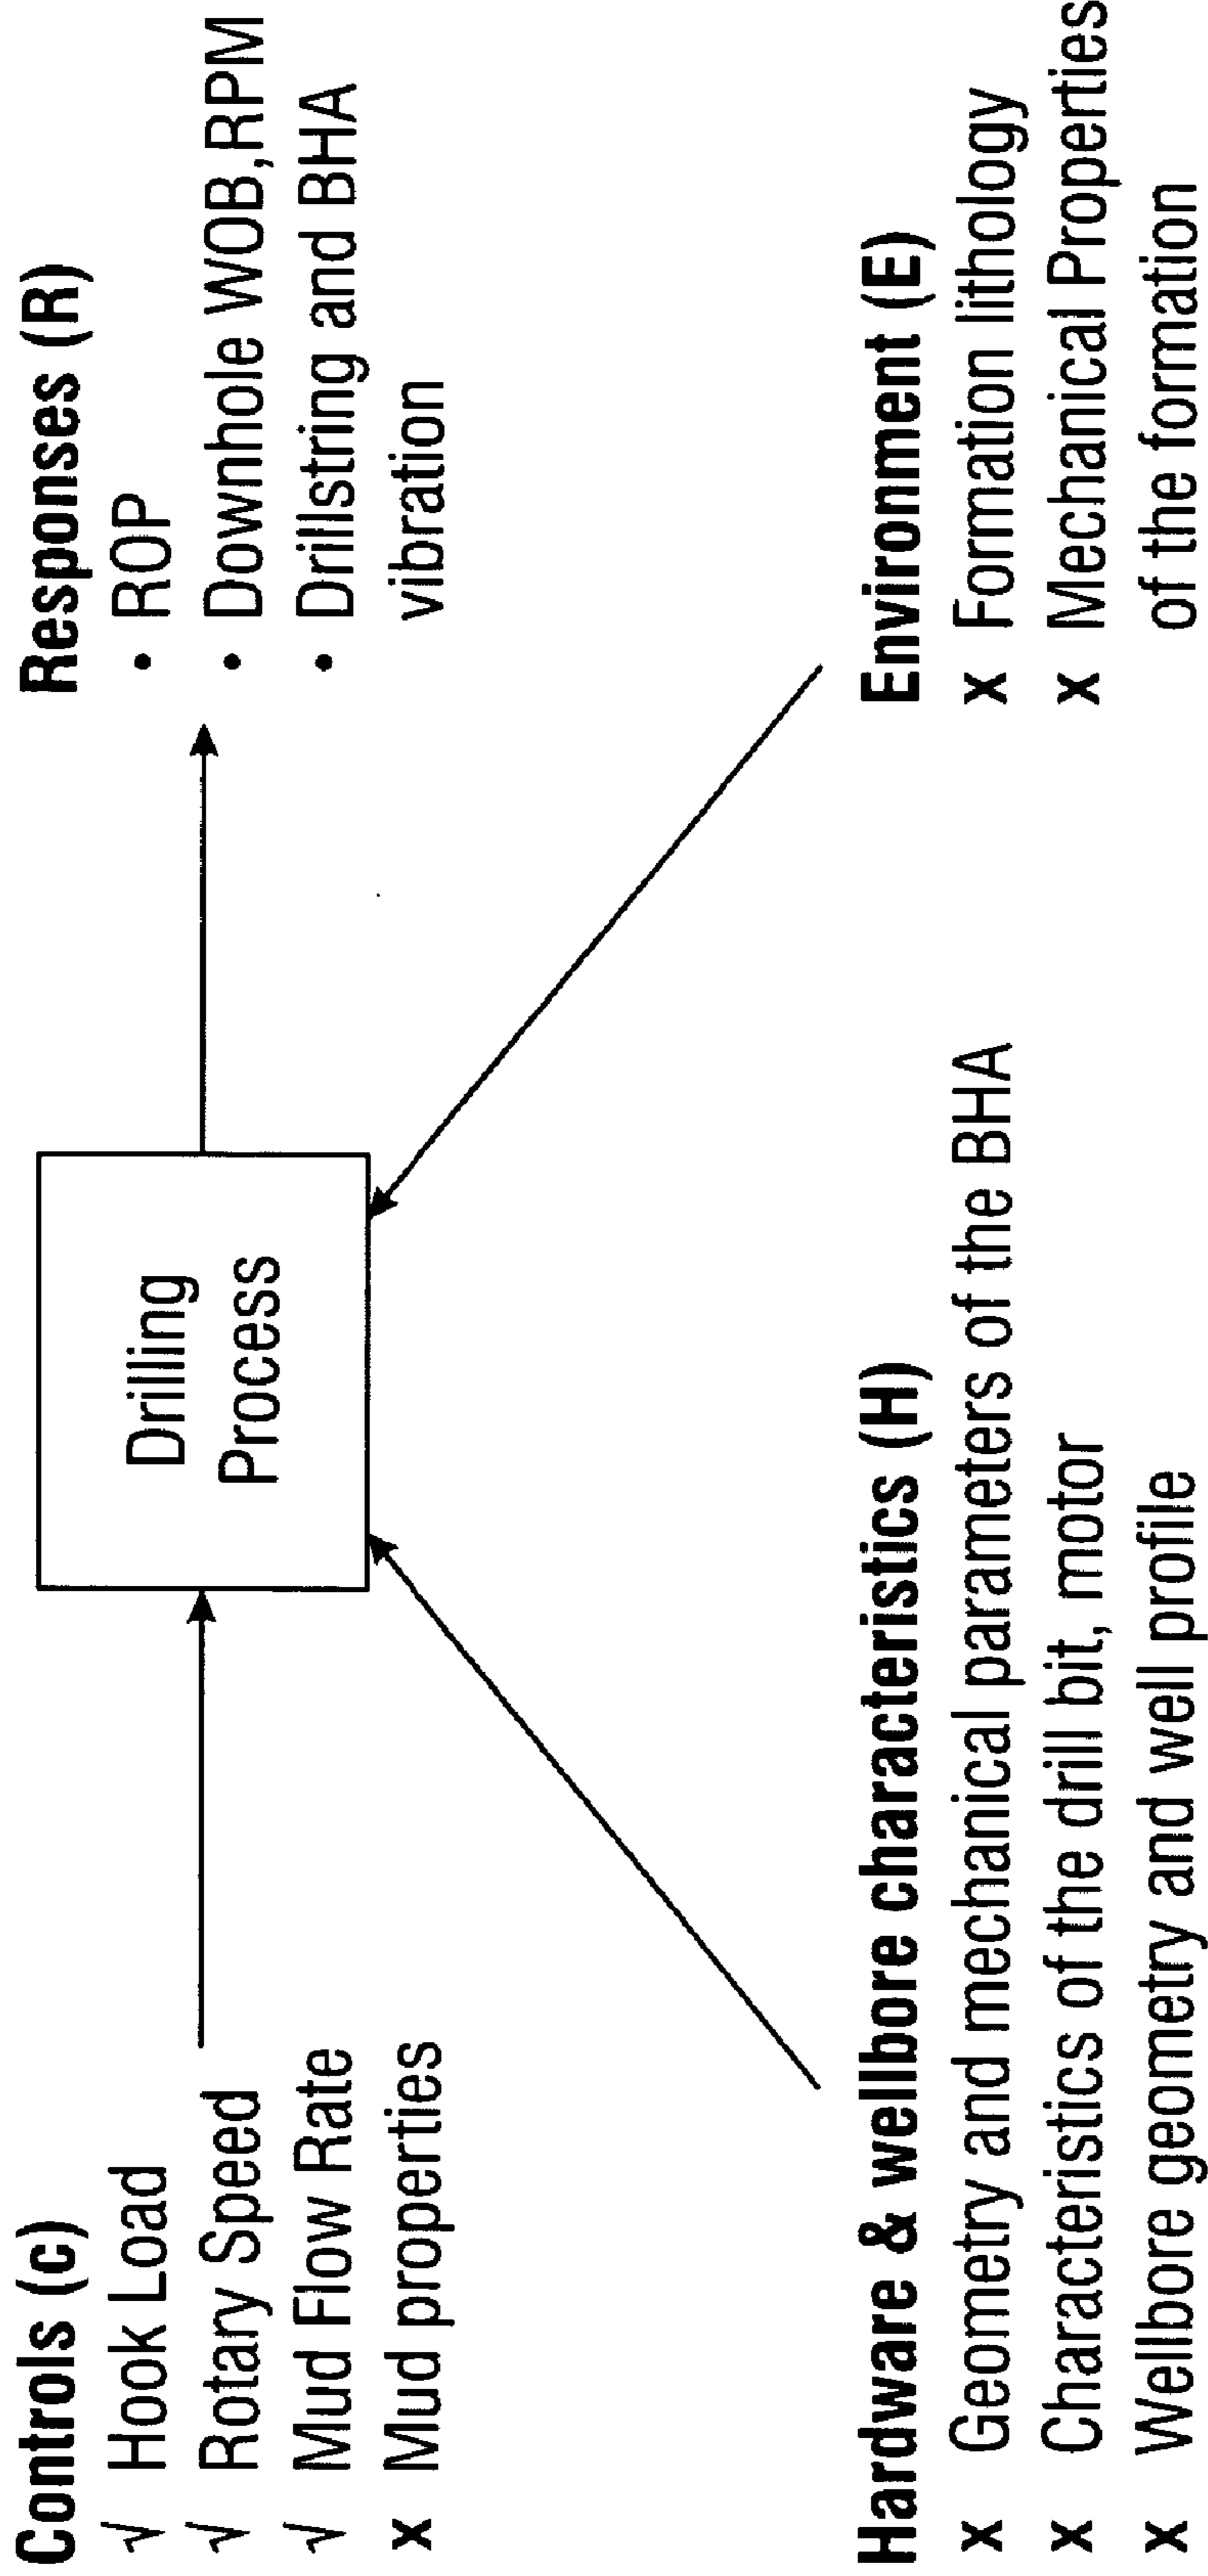 Controls (c)
√ Hook Load
√ Rotary Speed
√ Mud Flow Rate
x Mud properties
Drilling
Process
Responses (R)
• ROP
• Downhole WOB,RPM
• Drillstring and BHA
vibration
Hardware & wellbore characteristics (H)
x Geometry and mechanical parameters of the BHA
x Characteristics of the drill bit, motor
x Wellbore geometry and well profile
Environment (E)
x Formation lithology
x Mechanical Properties
of the formation